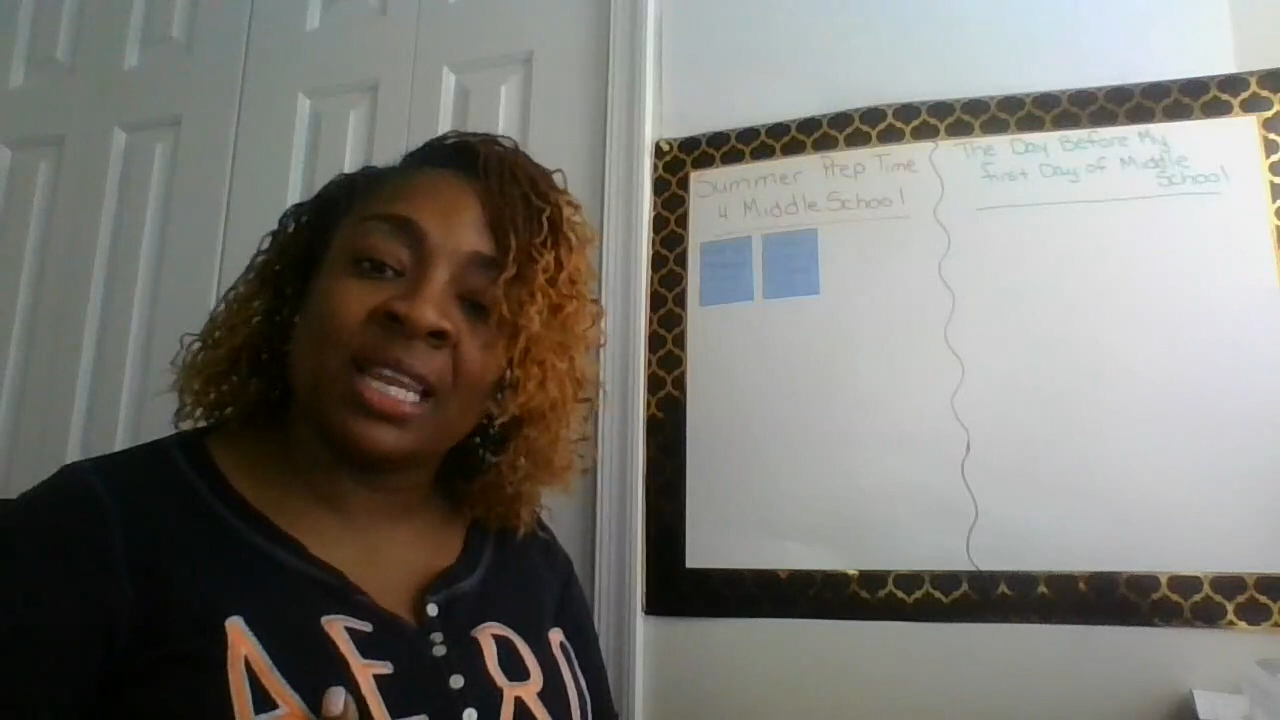 Summer Prep Time
4 Middle School
The Day Before My
First Day of Middle
School
AERO